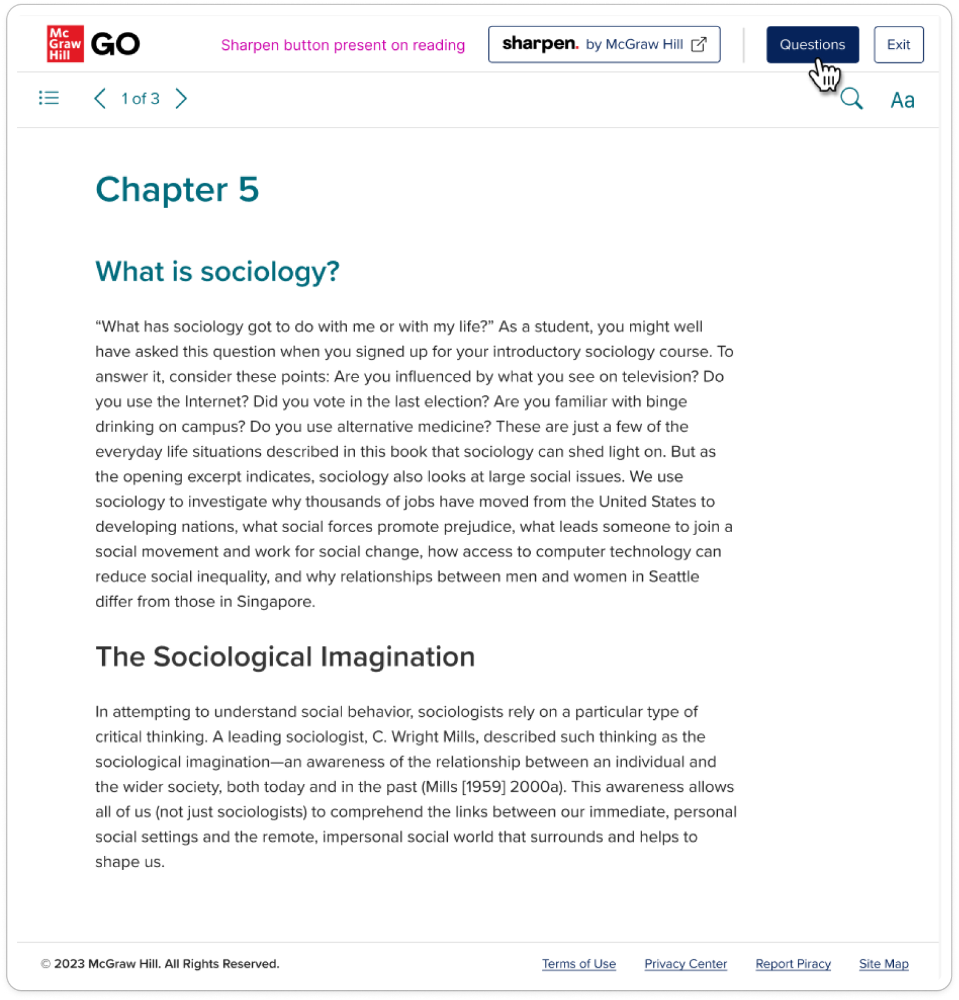 Mc
Graw
Hill
GO
Sharpen button present on reading
sharpen. by McGraw Hill
Questions
Exit
1 of 3
Aa
Chapter 5
What is sociology?
“What has sociology got to do with me or with my life?” As a student, you might well
have asked this question when you signed up for your introductory sociology course. To
answer it, consider these points: Are you influenced by what you see on television? Do
you use the Internet? Did you vote in the last election? Are you familiar with binge
drinking on campus? Do you use alternative medicine? These are just a few of the
everyday life situations described in this book that sociology can shed light on. But as
the opening excerpt indicates, sociology also looks at large social issues. We use
sociology to investigate why thousands of jobs have moved from the United States to
developing nations, what social forces promote prejudice, what leads someone to join a
social movement and work for social change, how access to computer technology can
reduce social inequality, and why relationships between men and women in Seattle
differ from those in Singapore.
The Sociological Imagination
In attempting to understand social behavior, sociologists rely on a particular type of
critical thinking. A leading sociologist, C. Wright Mills, described such thinking as the
sociological imagination—an awareness of the relationship between an individual and
the wider society, both today and in the past (Mills [1959] 2000a). This awareness allows
all of us (not just sociologists) to comprehend the links between our immediate, personal
social settings and the remote, impersonal social world that surrounds and helps to
shape us.
© 2023 McGraw Hill. All Rights Reserved.
Terms of Use
Privacy Center
Report Piracy
Site Map